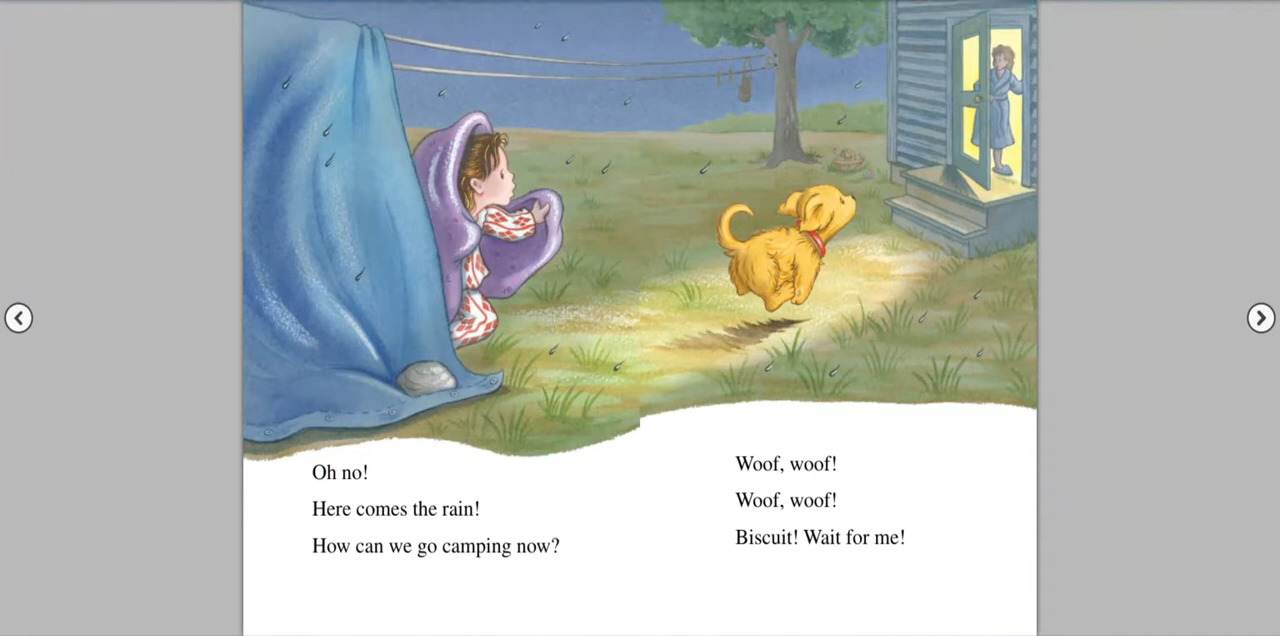 Oh no!
Here comes the rain!
How can we go camping now?
Woof, woof!
Woof, woof!
Biscuit! Wait for me!